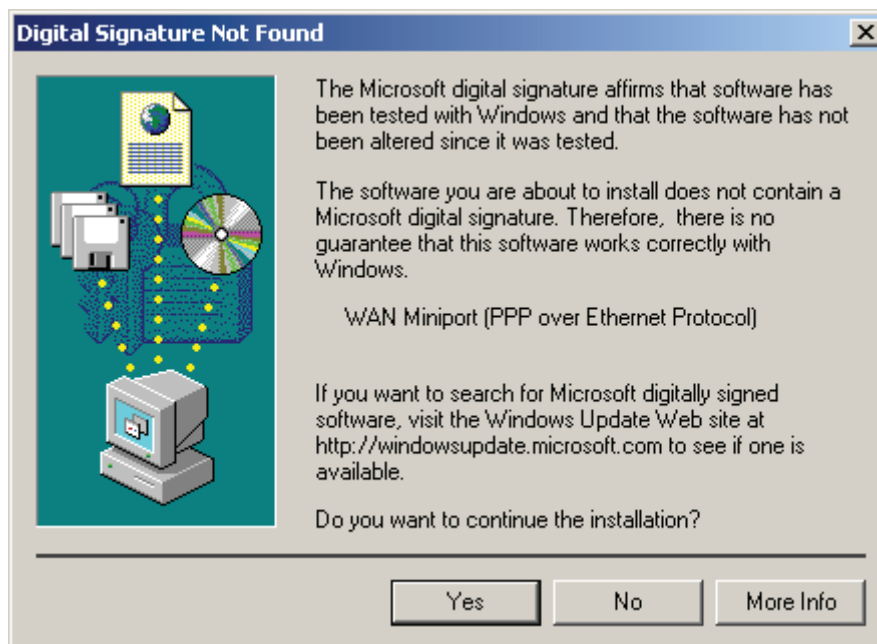 Digital Signature Not Found
The Microsoft digital signature affirms that software has
been tested with Windows and that the software has not
been altered since it was tested.
The software you are about to install does not contain a
Microsoft digital signature. Therefore,  there is no
guarantee that this software works correctly with
Windows.
WAN Miniport (PPP over Ethernet Protocol)
If you want to search for Microsoft digitally signed
software, visit the Windows Update Web site at
http://windowsupdate.microsoft.com to see if one is
available.
Do you want to continue the installation?
Yes
No
More Info